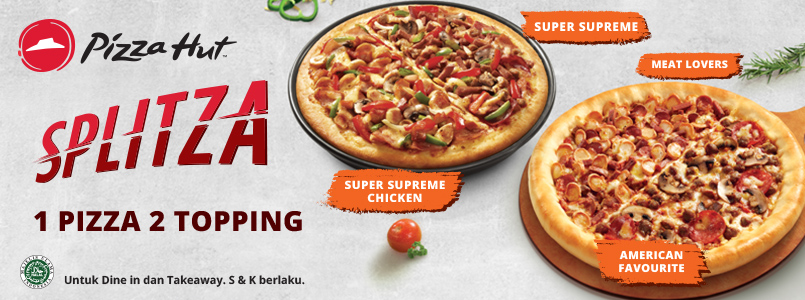 Pizza Hut
SPLITZA
1 PIZZA 2 TOPPING
Untuk Dine in dan Takeaway. S & K berlaku.
SUPER SUPREME
MEAT LOVERS
SUPER SUPREME
CHICKEN
AMERICAN
FAVOURITE